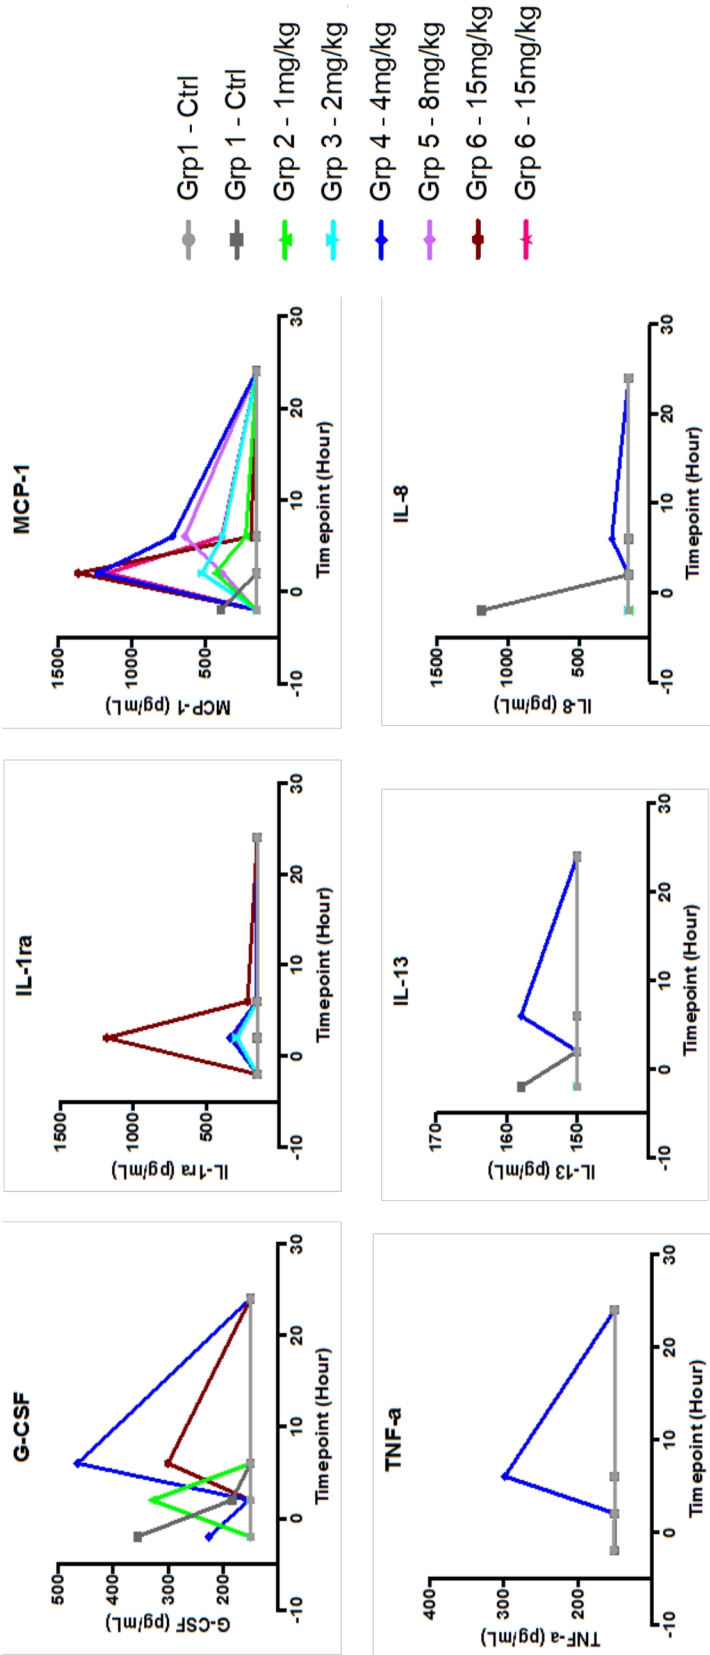 G-CSF
500
400
300
200
G-CSF (pg/mL)
-10
0
10
20
30
Timepoint (Hour)
IL-1ra
1500
1000
500
IL-1ra (pg/mL)
-10
0
10
20
30
Timepoint (Hour)
MCP-1
1500
1000
500
MCP-1 (pg/mL)
-10
0
10
20
30
Timepoint (Hour)
TNF-a
400
300
200
TNF-a (pg/mL)
-10
0
10
20
30
Timepoint (Hour)
IL-13
170
160
150
IL-13 (pg/mL)
-10
0
10
20
30
Timepoint (Hour)
IL-8
1500
1000
500
IL-8 (pg/mL)
-10
0
10
20
30
Timepoint (Hour)
Grp1 - Ctrl
Grp 1 - Ctrl
Grp 2 - 1mg/kg
Grp 3 - 2mg/kg
Grp 4 - 4mg/kg
Grp 5 - 8mg/kg
Grp 6 - 15mg/kg
Grp 6 - 15mg/kg